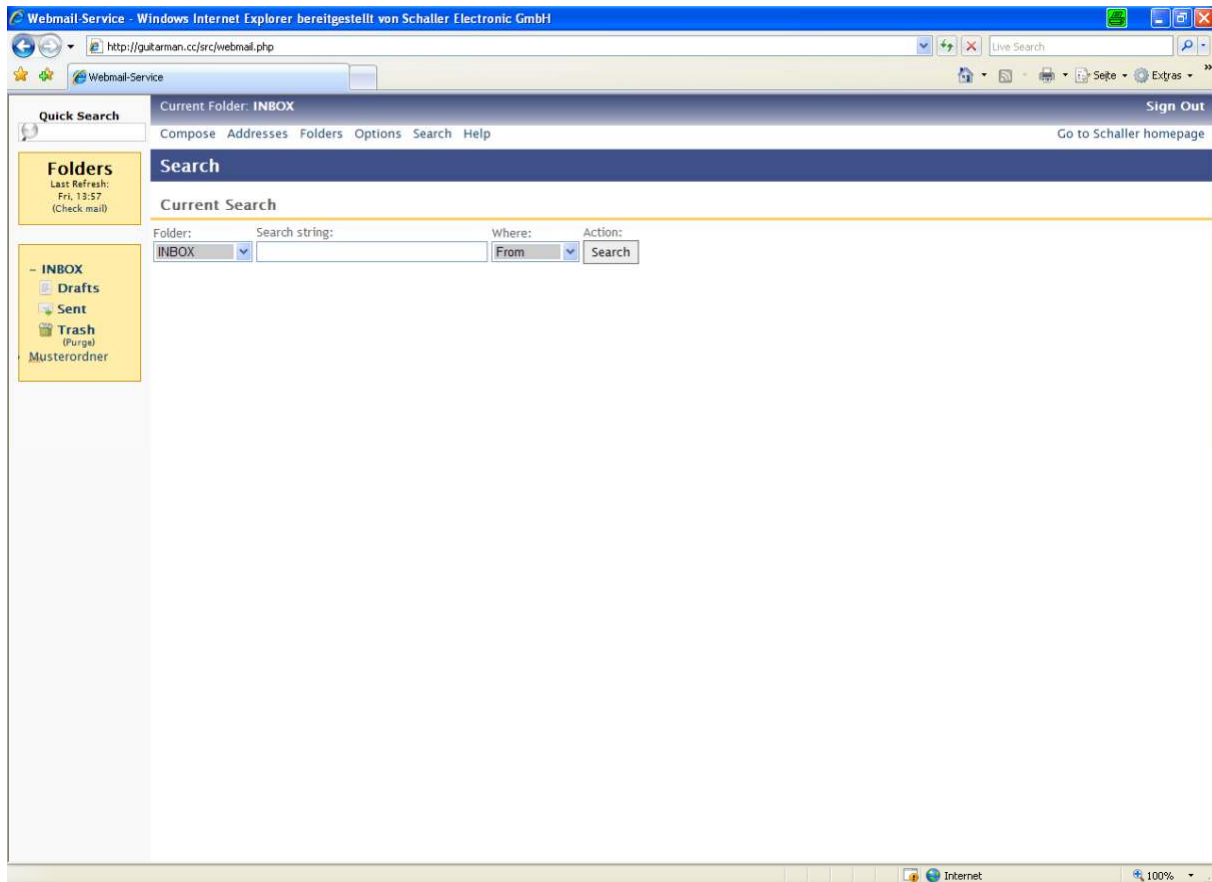 Webmail-Service - Windows Internet Explorer bereitgestellt von Schaller Electronic GmbH
http://guitarman.cc/src/webmail.php
Live Search
Webmail-Service
Seite
Extras
Quick Search
Current Folder: INBOX
Sign Out
Compose Addresses Folders Options Search Help
Go to Schaller homepage
Folders
Last Refresh:
Fri, 13:57
(Check mail)
Search
Current Search
Folder: Search string: Where: Action:
INBOX From Search
– INBOX
Drafts
Sent
Trash
(Purge)
Musterordner
Internet
100%